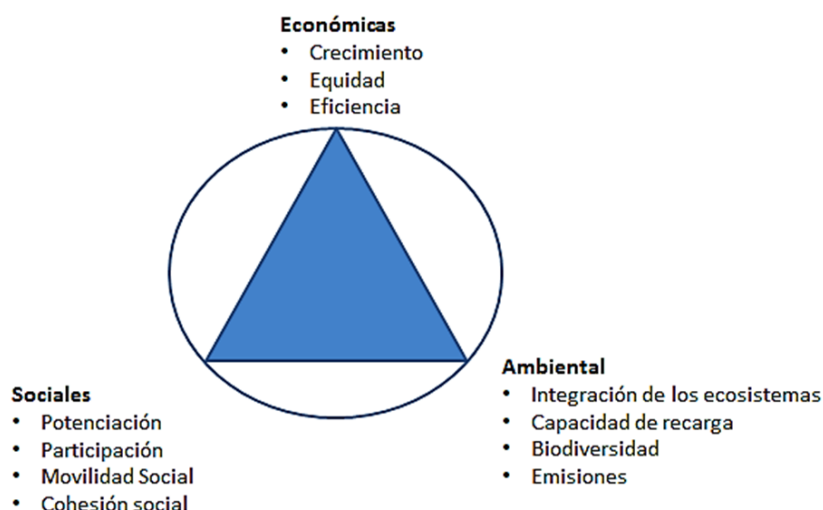 Económicas
• Crecimiento
• Equidad
• Eficiencia
Ambiental
• Integración de los ecosistemas
• Capacidad de recarga
• Biodiversidad
• Emisiones
Sociales
• Potenciación
• Participación
• Movilidad Social
• Cohesión social